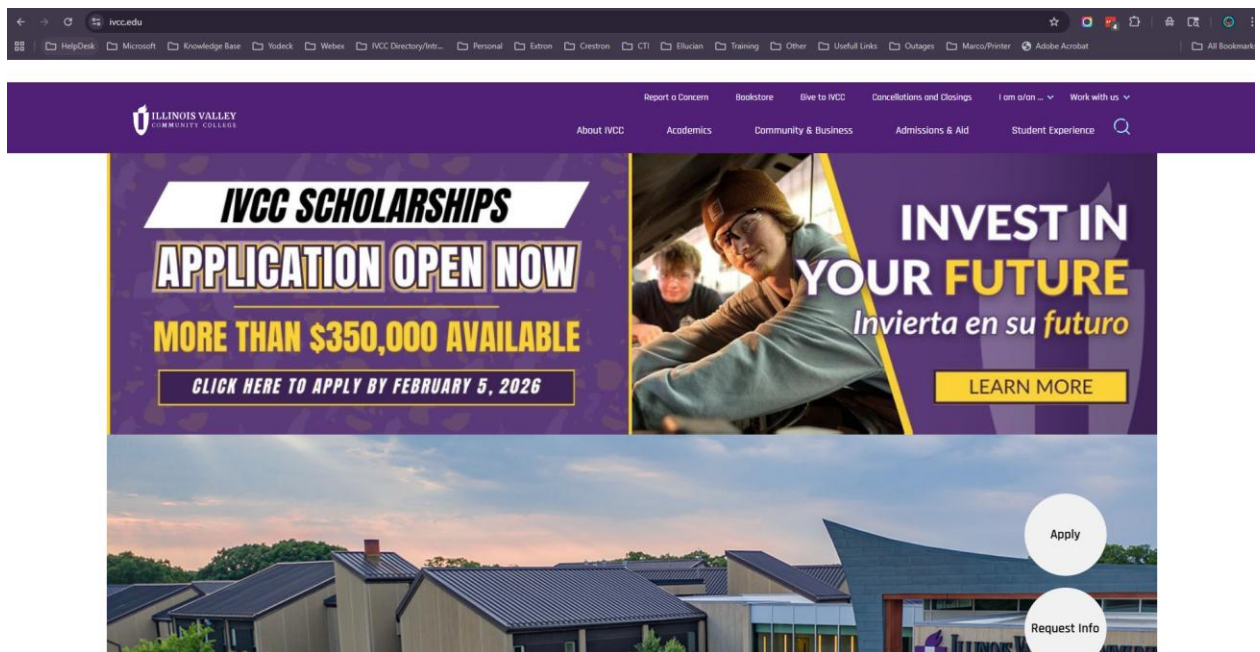 ivcc.edu
HelpDesk Microsoft Knowledge Base Yodeck Webex IVCC Directory/Intr... Personal Extron Crestron CTI Ellucian Training Other Usefull Links Outages Marco/Printer Adobe Acrobat All Bookmarks
Report a Concern Bookstore Give to IVCC Cancellations and Closings I am a/an ... Work with us
ILLINOIS VALLEY
COMMUNITY COLLEGE
About IVCC Academics Community & Business Admissions & Aid Student Experience
IVCC SCHOLARSHIPS
APPLICATION OPEN NOW
MORE THAN $350,000 AVAILABLE
CLICK HERE TO APPLY BY FEBRUARY 5, 2026
INVEST IN
YOUR FUTURE
Invierta en su futuro
LEARN MORE
Apply
Request Info
ILLINOIS V